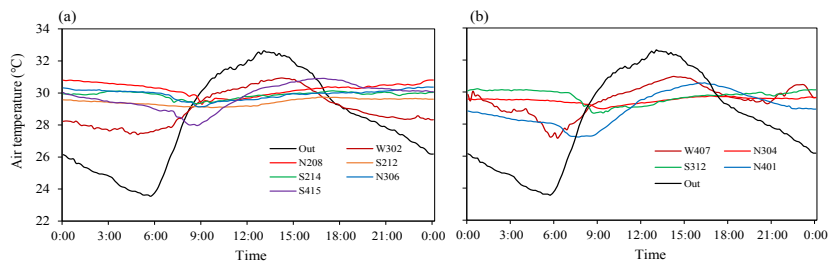 (a)
(b)
Air temperature (℃)
34
32
30
28
26
24
22
Out
W302
N208
S212
S214
N306
S415
W407
N304
S312
N401
Out
0:00 3:00 6:00 9:00 12:00 15:00 18:00 21:00 0:00
0:00 3:00 6:00 9:00 12:00 15:00 18:00 21:00 0:00
Time
Time